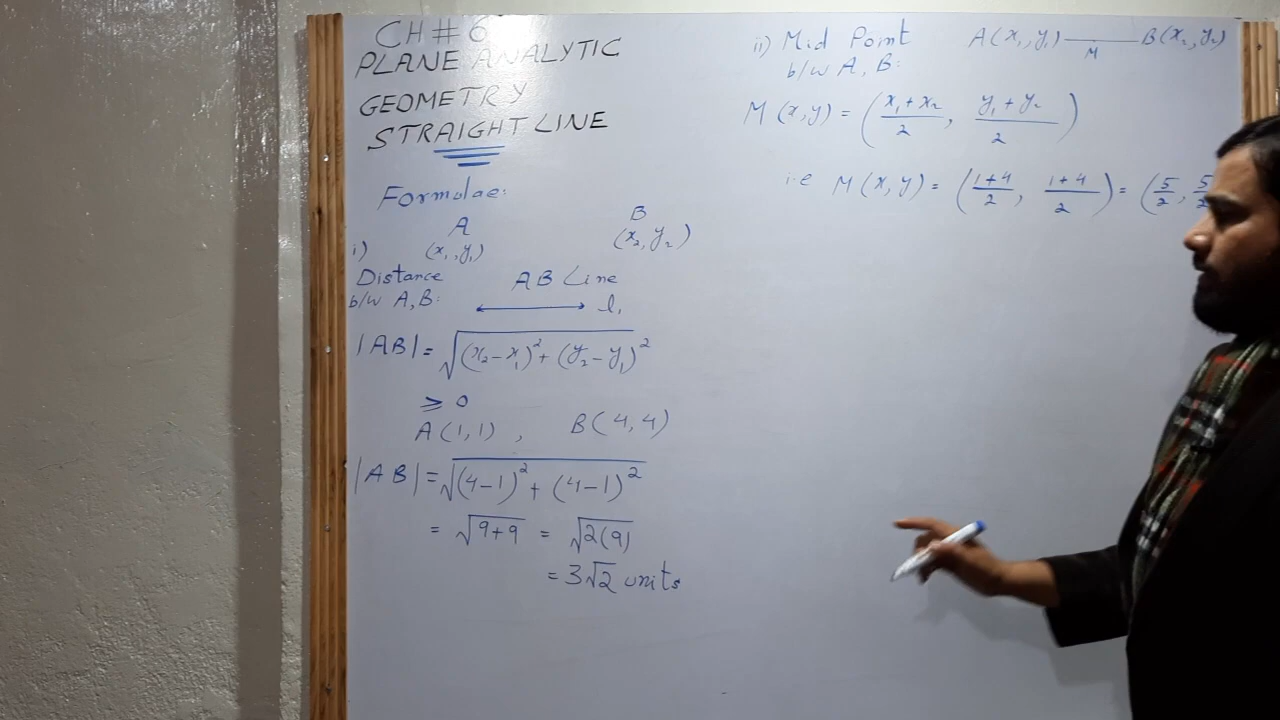 CH # 6
PLANE ANALYTIC
GEOMETRY
STRAIGHT LINE
Formulae:
A B
i) (x₁, y₁) (x₂, y₂)
Distance AB Line
b/w A, B: l₁
|AB| = √(x₂ - x₁)² + (y₂ - y₁)²
≥ 0
A(1,1) , B(4,4)
|AB| = √(4-1)² + (4-1)²
= √9+9 = √2(9)
= 3√2 units
ii) Mid Point A(x₁, y₁) B(x₂, y₂)
b/w A, B: M
M(x,y) = (x₁+x₂/2, y₁+y₂/2)
i.e M(x,y) = (1+4/2, 1+4/2) = (5/2, 5/2